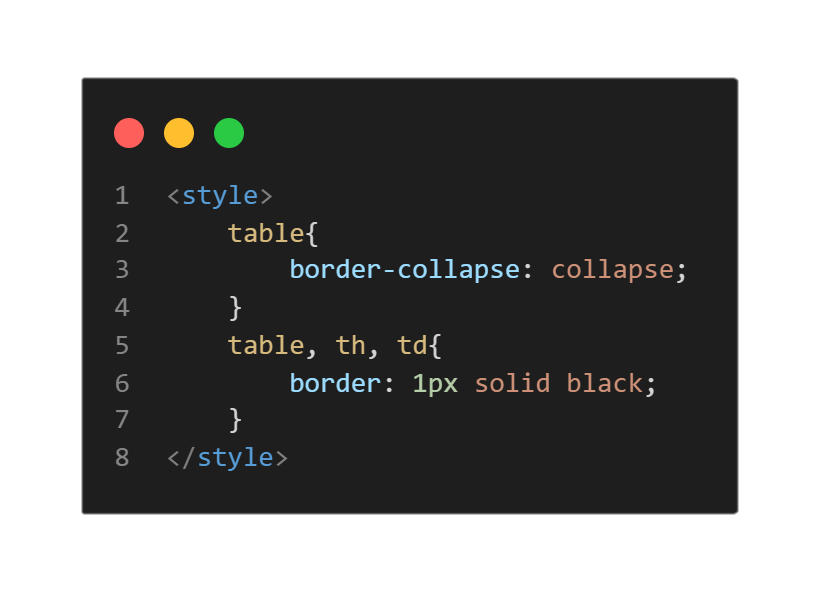 1 <style>
2     table{
3         border-collapse: collapse;
4     }
5     table, th, td{
6         border: 1px solid black;
7     }
8 </style>